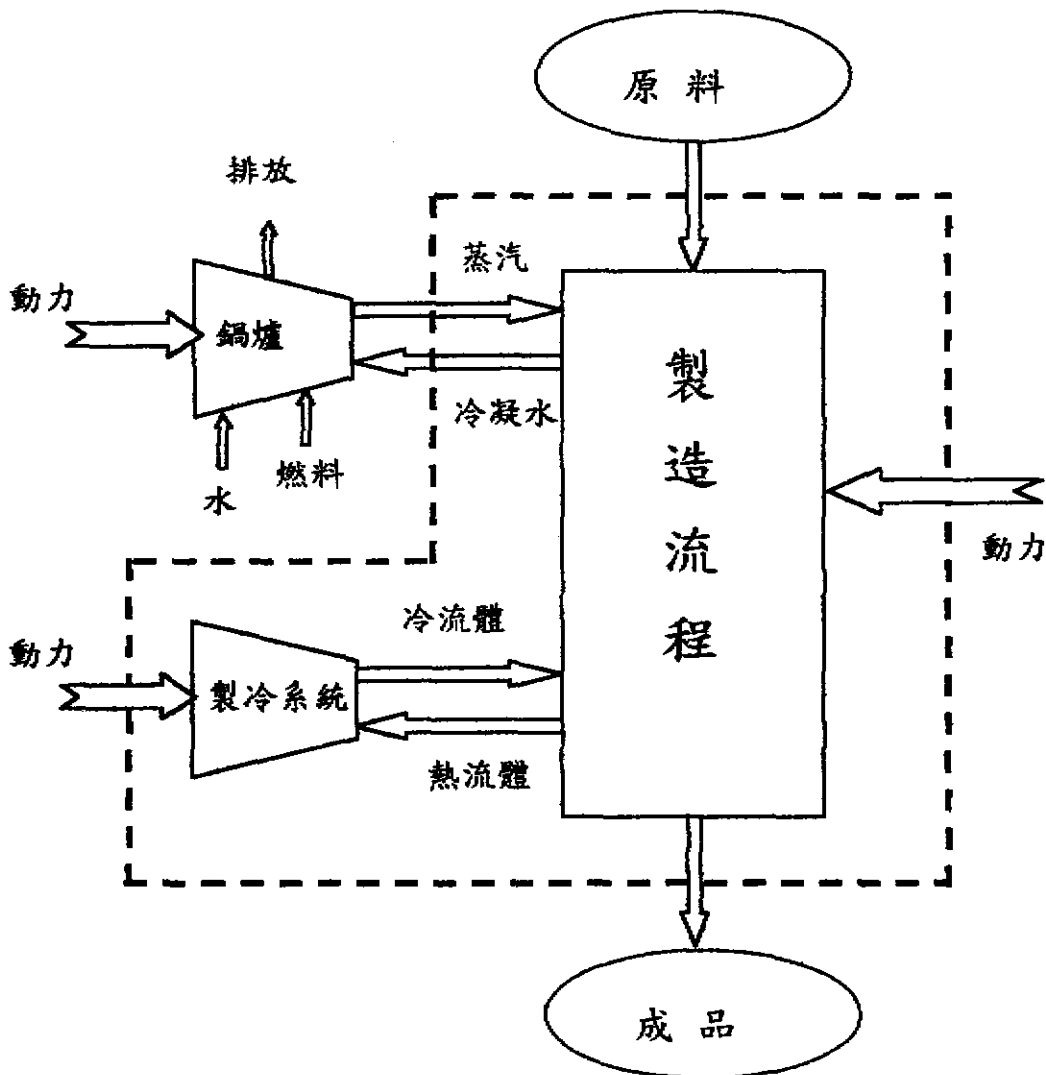 原料
排放
蒸汽
動力
鍋爐
冷凝水
水
燃料
製造流程
動力
冷流體
動力
製冷系統
熱流體
成品